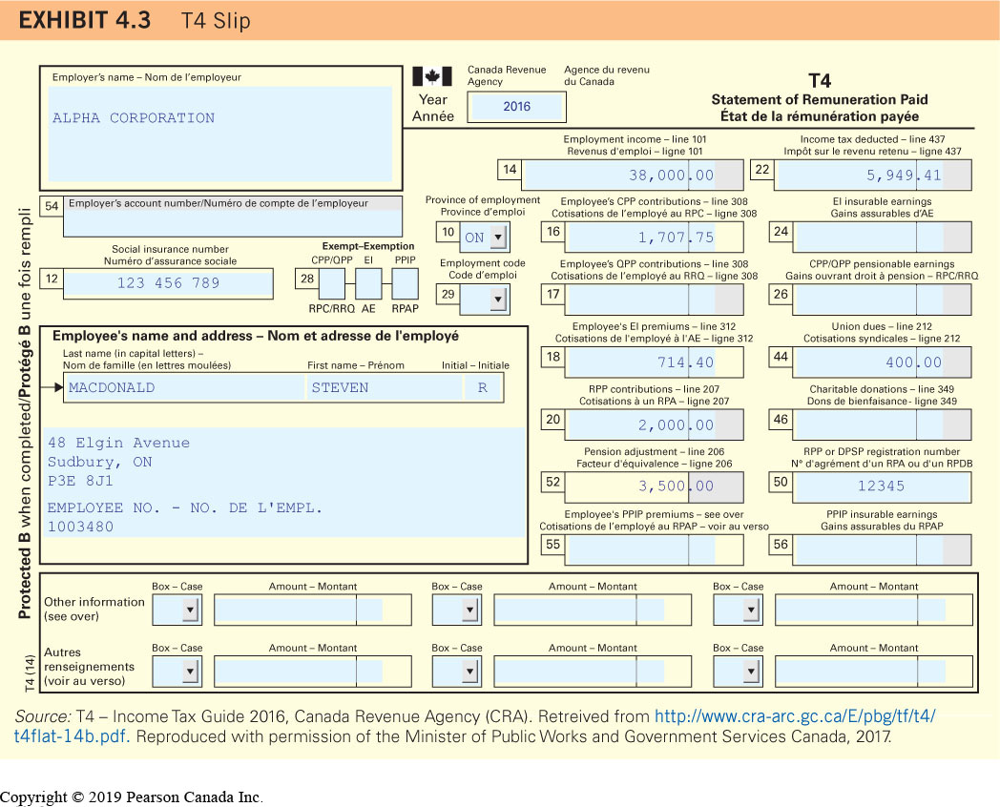 EXHIBIT 4.3 T4 Slip
Employer's name – Nom de l'employeur
ALPHA CORPORATION
Canada Revenue Agency
Agence du revenu du Canada
Year
Année
2016
T4
Statement of Remuneration Paid
État de la rémunération payée
54 Employer's account number/Numéro de compte de l'employeur
Employment income – line 101
Revenus d'emploi – ligne 101
14 38,000.00
Income tax deducted – line 437
Impôt sur le revenu retenu – ligne 437
22 5,949.41
Province of employment
Province d'emploi
10 ON
Employee's CPP contributions – line 308
Cotisations de l'employé au RPC – ligne 308
16 1,707.75
EI insurable earnings
Gains assurables d'AE
24
Social insurance number
Numéro d'assurance sociale
12 123 456 789
Exempt–Exemption
CPP/QPP EI PPIP
28
RPC/RRQ AE RPAP
Employment code
Code d'emploi
29
Employee's QPP contributions – line 308
Cotisations de l'employé au RRQ – ligne 308
17
CPP/QPP pensionable earnings
Gains ouvrant droit à pension – RPC/RRQ
26
Employee's name and address – Nom et adresse de l'employé
Last name (in capital letters) –
Nom de famille (en lettres moulées)
First name – Prénom
Initial – Initiale
MACDONALD STEVEN R
48 Elgin Avenue
Sudbury, ON
P3E 8J1
EMPLOYEE NO. - NO. DE L'EMPL.
1003480
Employee's EI premiums – line 312
Cotisations de l'employé à l'AE – ligne 312
18 714.40
Union dues – line 212
Cotisations syndicales – ligne 212
44 400.00
RPP contributions – line 207
Cotisations à un RPA – ligne 207
20 2,000.00
Charitable donations – line 349
Dons de bienfaisance- ligne 349
46
Pension adjustment – line 206
Facteur d'équivalence – ligne 206
52 3,500.00
RPP or DPSP registration number
N° d'agrément d'un RPA ou d'un RPDB
50 12345
Employee's PPIP premiums – see over
Cotisations de l'employé au RPAP – voir au verso
55
PPIP insurable earnings
Gains assurables du RPAP
56
Protected B when completed/Protégé B une fois rempli
T4 (14)
Box – Case Amount – Montant Box – Case Amount – Montant Box – Case Amount – Montant
Other information
(see over)
Box – Case Amount – Montant Box – Case Amount – Montant Box – Case Amount – Montant
Autres
renseignements
(voir au verso)
Source: T4 – Income Tax Guide 2016, Canada Revenue Agency (CRA). Retreived from http://www.cra-arc.gc.ca/E/pbg/tf/t4/
t4flat-14b.pdf. Reproduced with permission of the Minister of Public Works and Government Services Canada, 2017.
Copyright © 2019 Pearson Canada Inc.